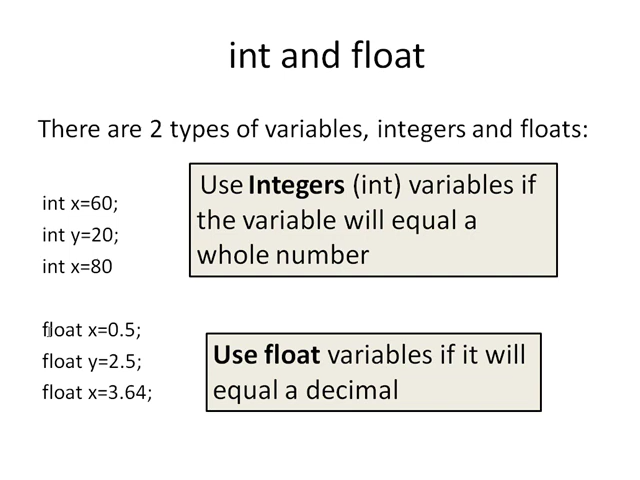 int and float
There are 2 types of variables, integers and floats:
int x=60;
int y=20;
int x=80
Use Integers (int) variables if
the variable will equal a
whole number
float x=0.5;
float y=2.5;
float x=3.64;
Use float variables if it will
equal a decimal